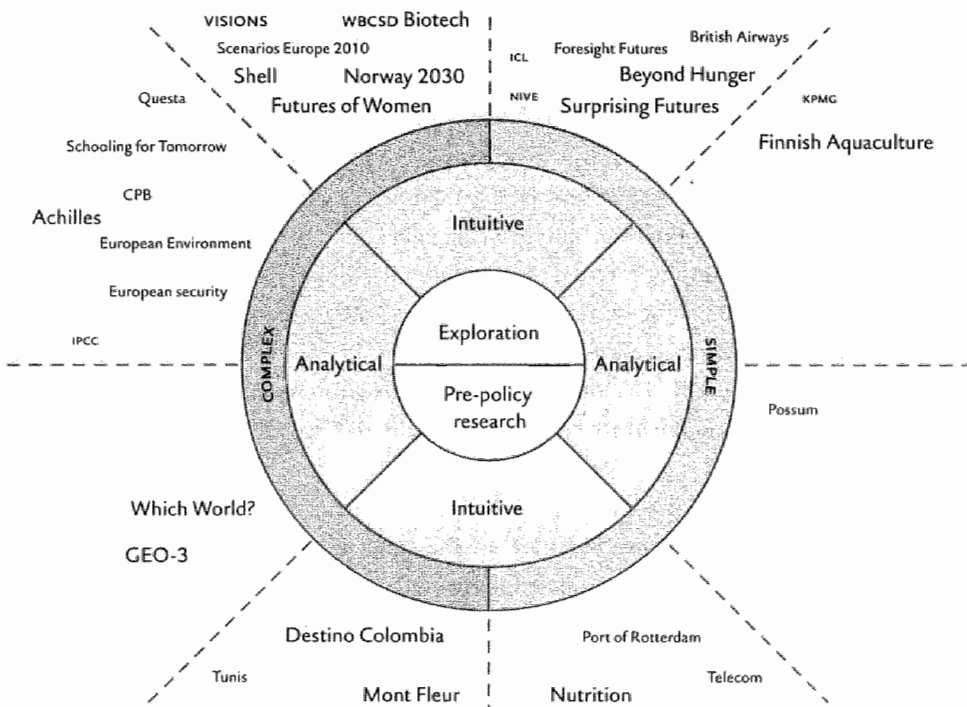 VISIONS
WBCSD Biotech
Scenarios Europe 2010
Shell
Norway 2030
Futures of Women
ICL
Foresight Futures
British Airways
Beyond Hunger
NIVE
Surprising Futures
KPMG
Finnish Aquaculture
Questa
Schooling for Tomorrow
CPB
Achilles
European Environment
European security
IPCC
COMPLEX
Intuitive
Analytical
Exploration
Pre-policy
research
Analytical
SIMPLE
Intuitive
Possum
Which World?
GEO-3
Destino Colombia
Tunis
Mont Fleur
Port of Rotterdam
Telecom
Nutrition